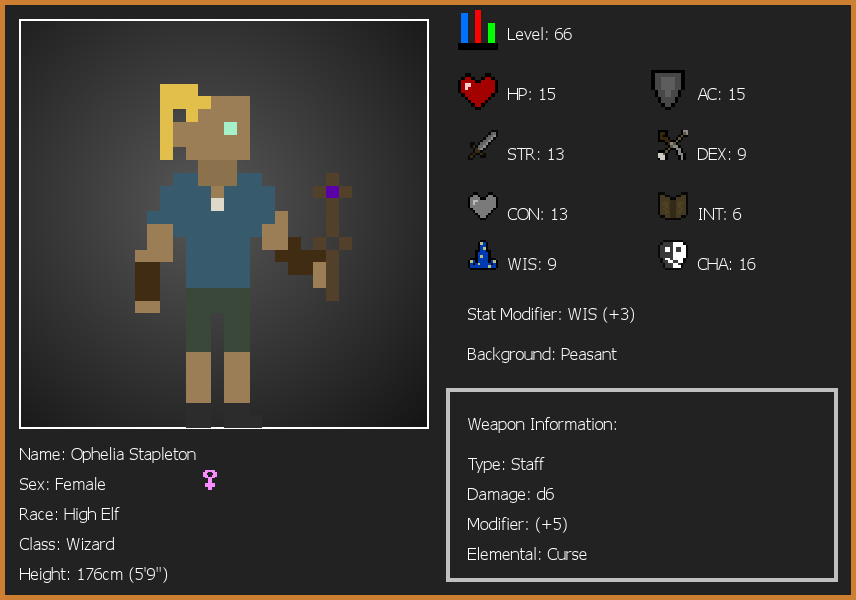 Level: 66
HP: 15
AC: 15
STR: 13
DEX: 9
CON: 13
INT: 6
WIS: 9
CHA: 16
Stat Modifier: WIS (+3)
Background: Peasant
Weapon Information:
Type: Staff
Damage: d6
Modifier: (+5)
Elemental: Curse
Name: Ophelia Stapleton
Sex: Female
Race: High Elf
Class: Wizard
Height: 176cm (5'9")